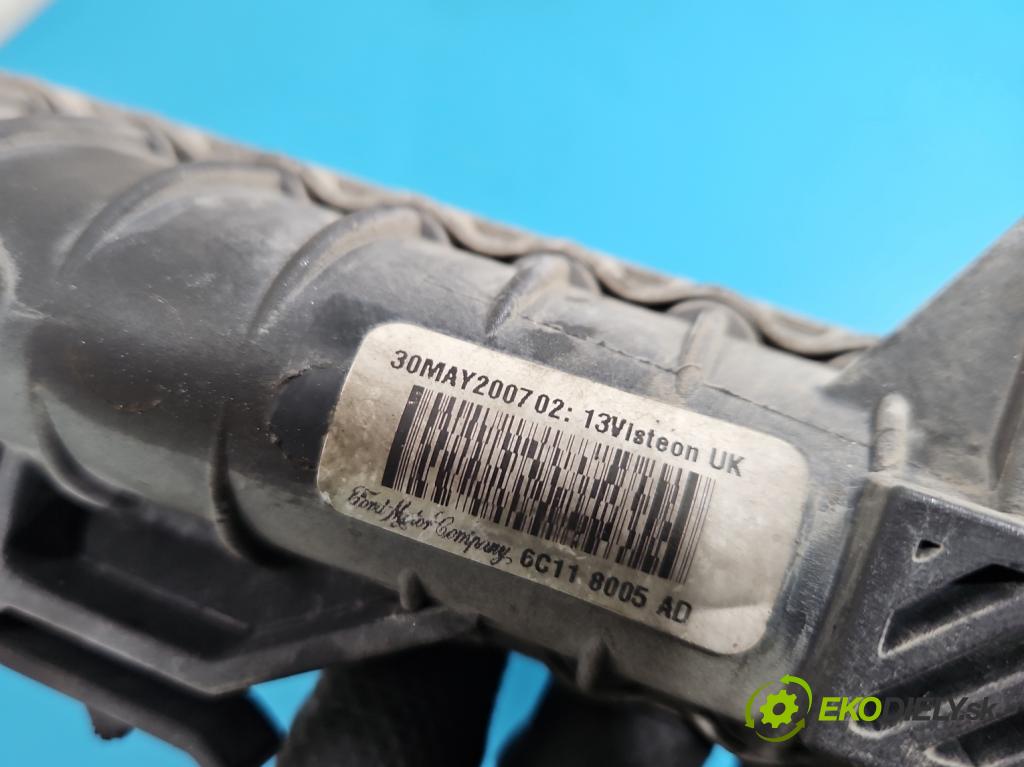 30MAY2007 02: 13Visteon UK
Ford Motor Company, 6C11 8005 AD
EKODIELY.sk